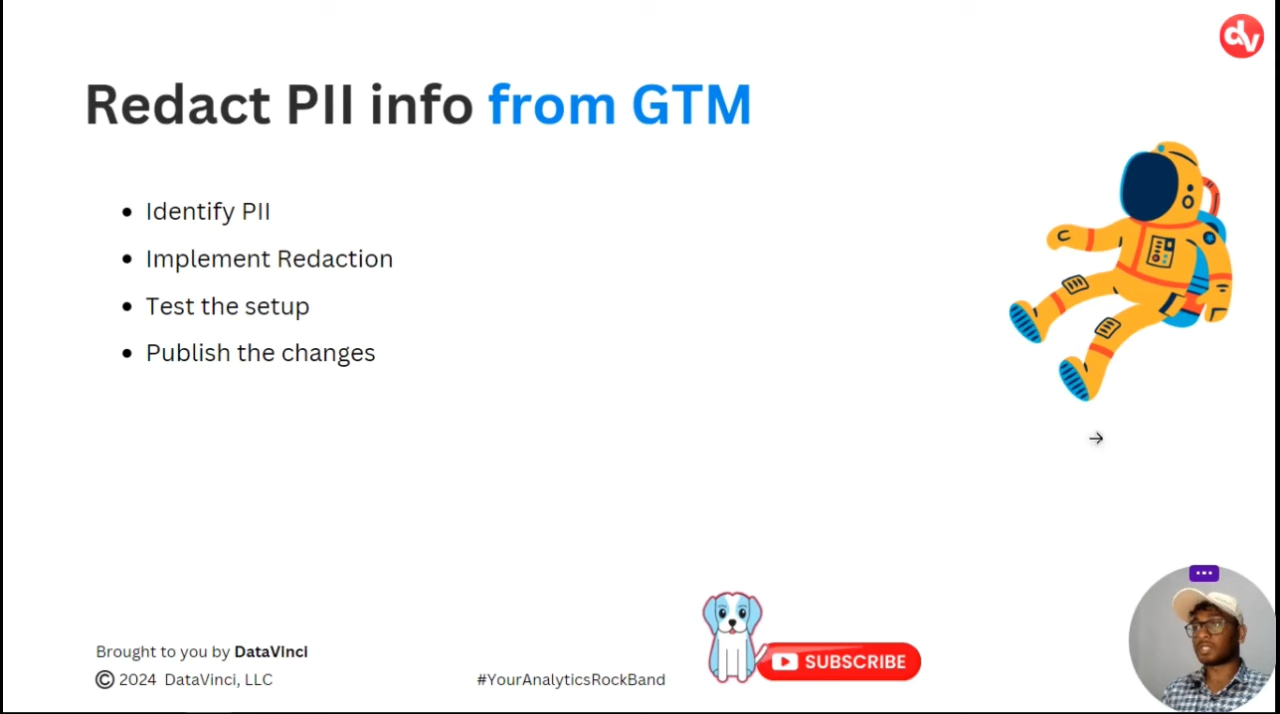 dv
Redact PII info from GTM
• Identify PII
• Implement Redaction
• Test the setup
• Publish the changes
Brought to you by DataVInci
© 2024 DataVinci, LLC
#YourAnalyticsRockBand
SUBSCRIBE